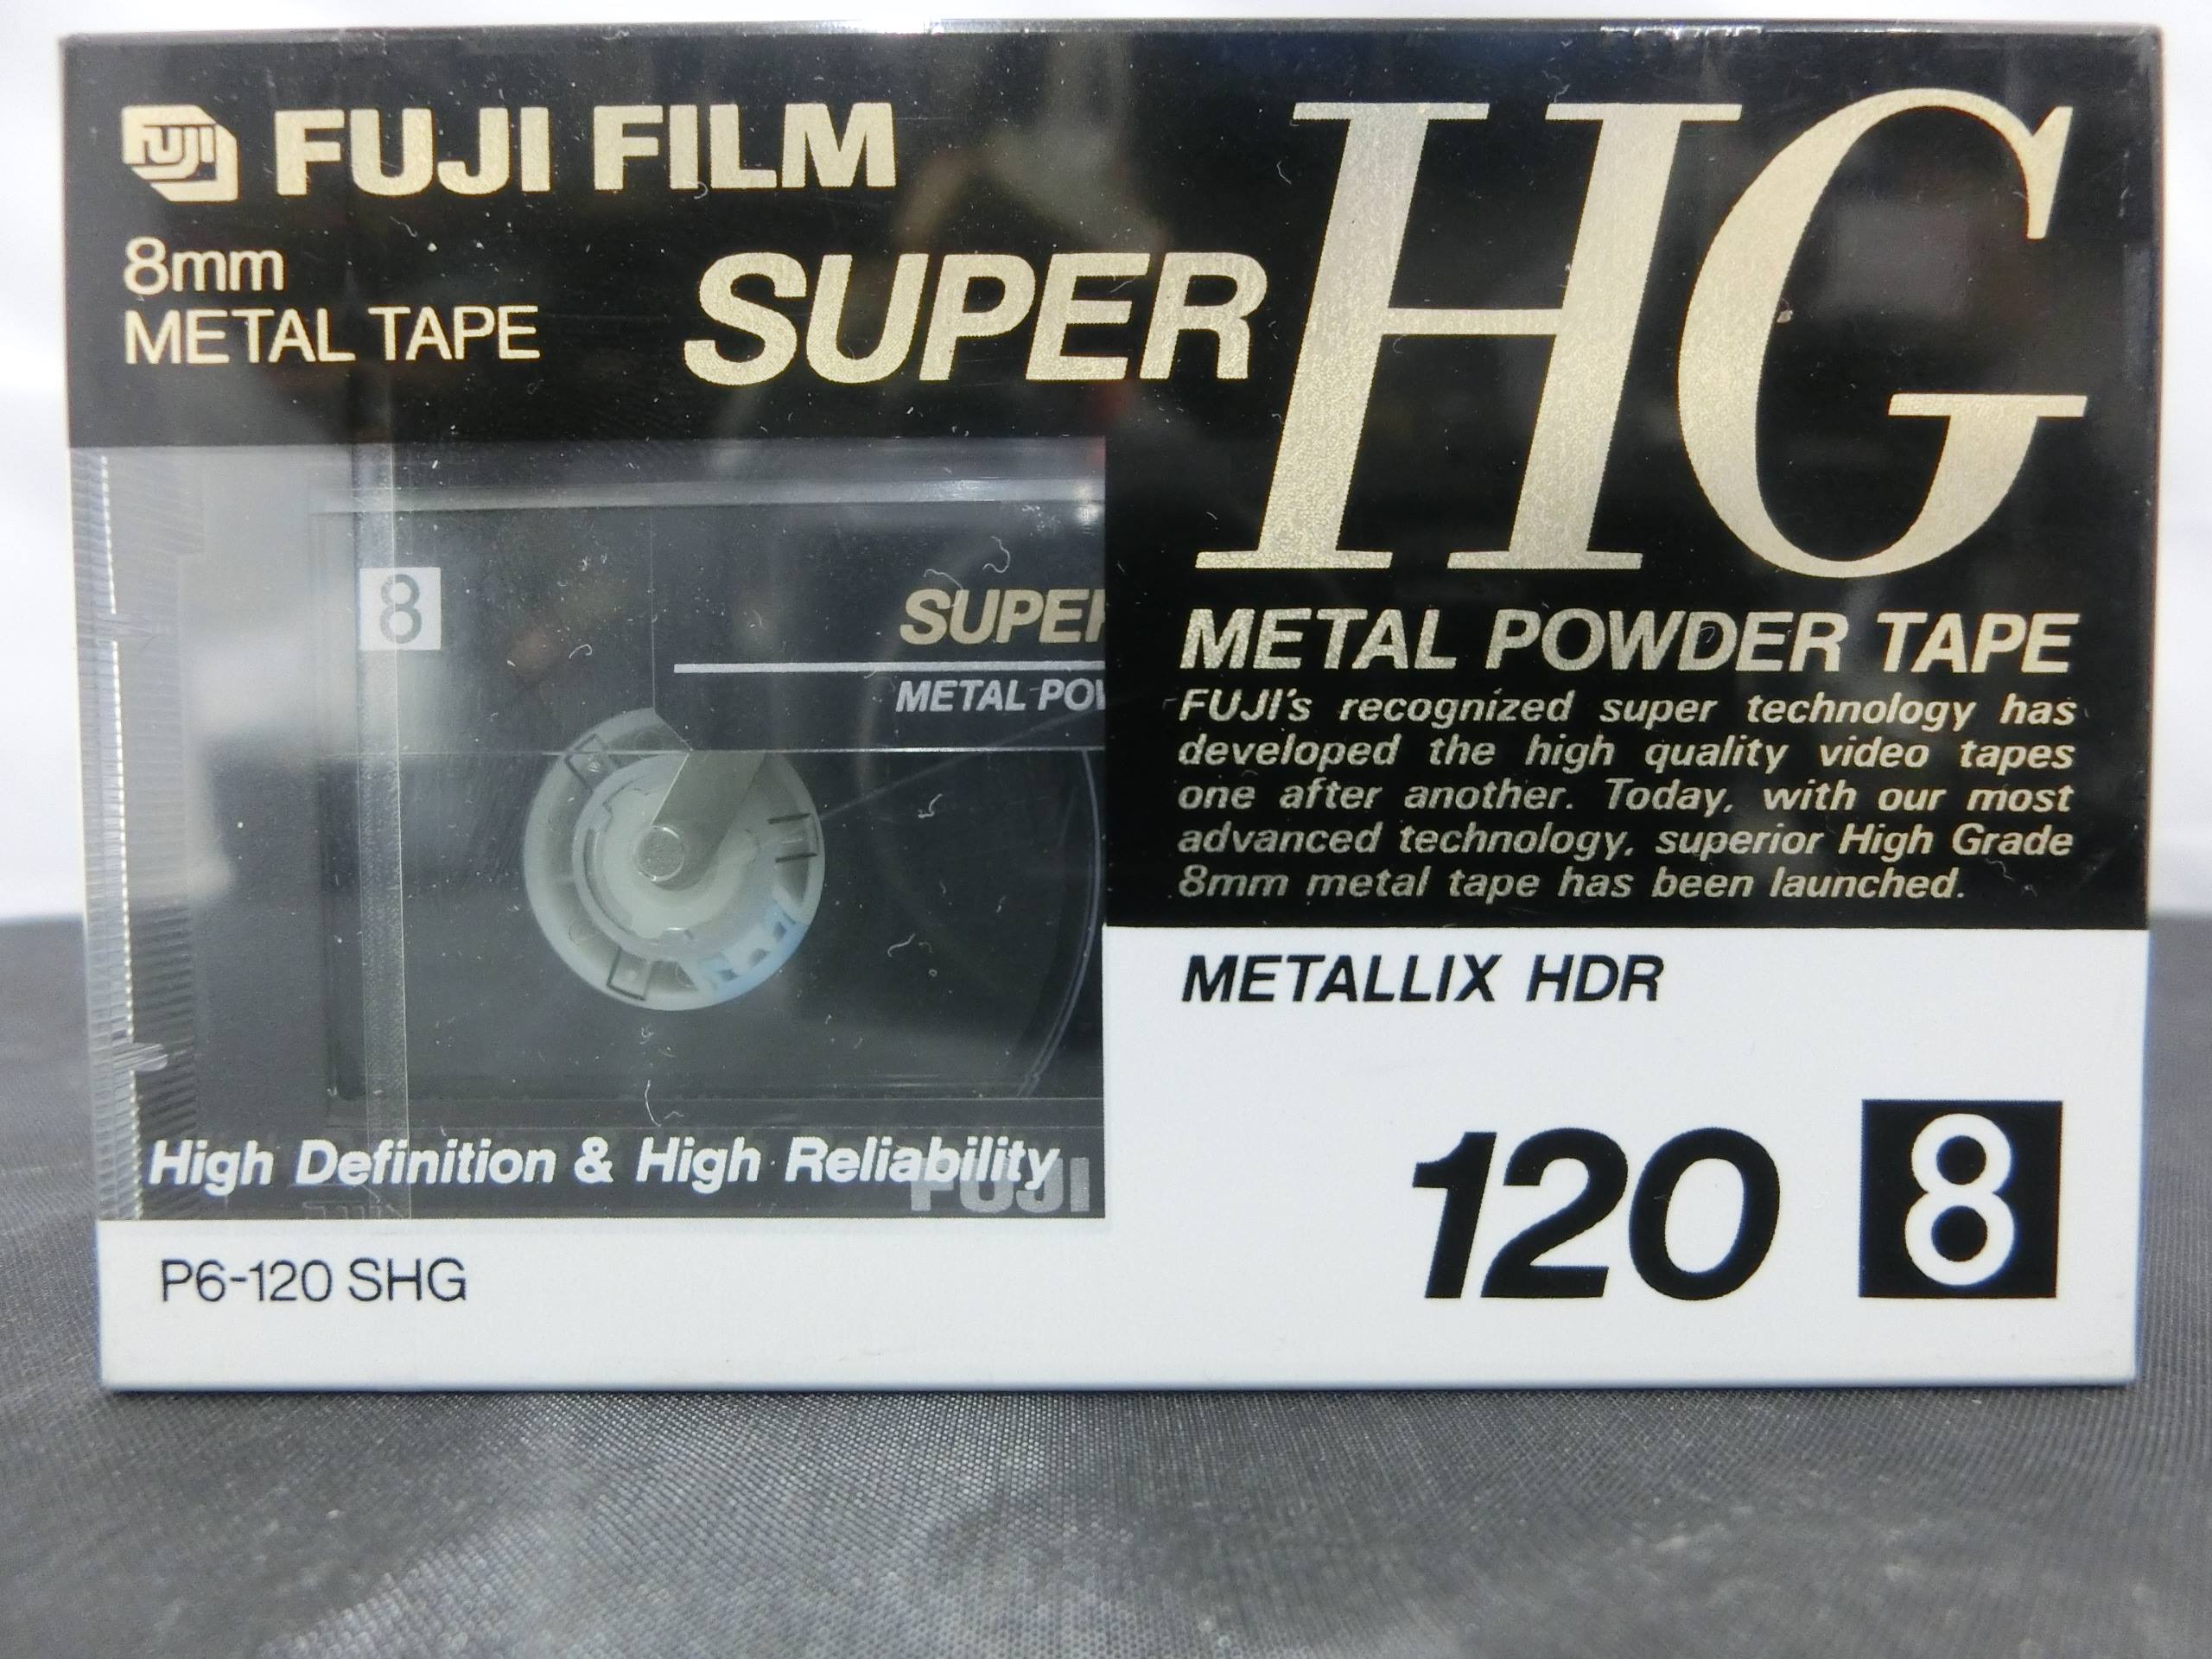 FUJI FUJI FILM
8mm
METAL TAPE
SUPER HG
8
SUPER
METAL POW
METAL POWDER TAPE
FUJI's recognized super technology has
developed the high quality video tapes
one after another. Today, with our most
advanced technology, superior High Grade
8mm metal tape has been launched.
METALLIX HDR
High Definition & High Reliability
FUJI
120 8
P6-120 SHG